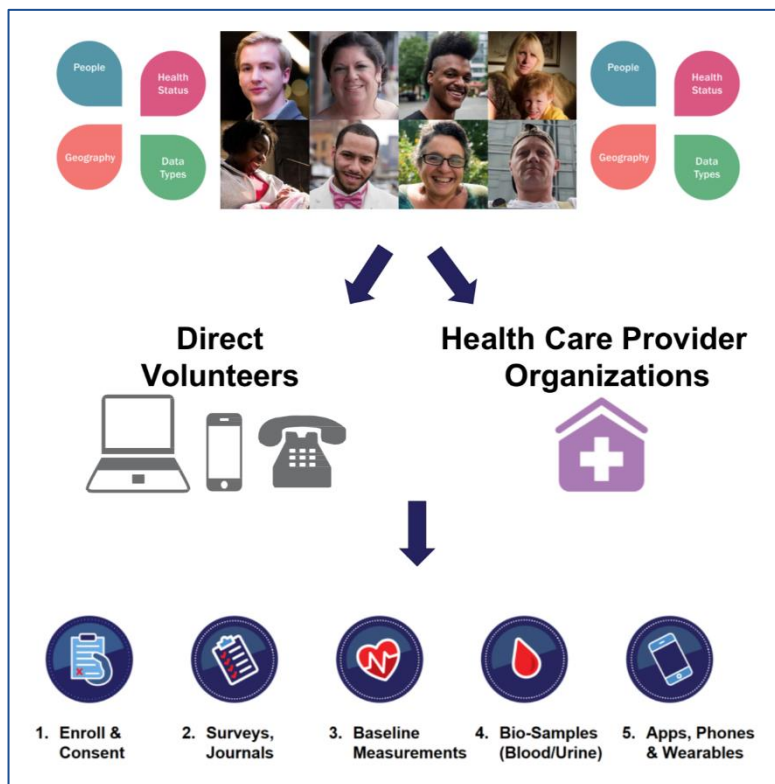 People
Health
Status
Geography
Data
Types
People
Health
Status
Geography
Data
Types
Direct
Volunteers
Health Care Provider
Organizations
1. Enroll &
Consent
2. Surveys,
Journals
3. Baseline
Measurements
4. Bio-Samples
(Blood/Urine)
5. Apps, Phones
& Wearables